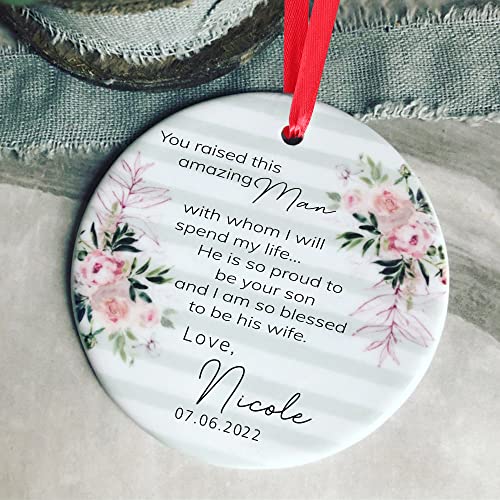 You raised this
amazing Man
with whom I will
spend my life...
He is so proud to
be your son
and I am so blessed
to be his wife.
Love,
Nicole
07.06.2022